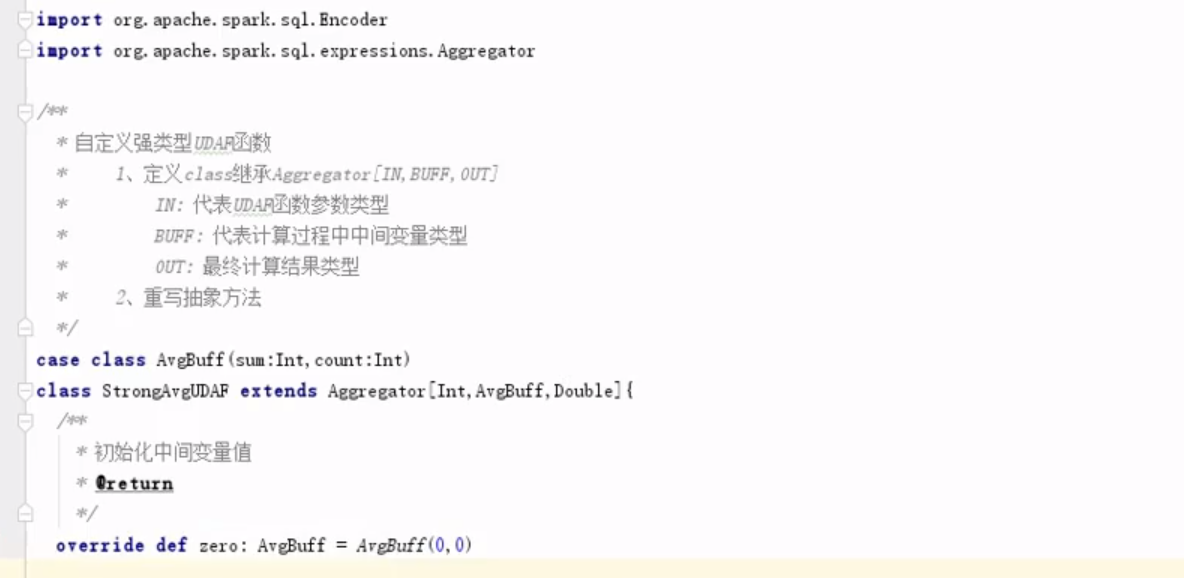 import org.apache.spark.sql.Encoder
import org.apache.spark.sql.expressions.Aggregator
/**
* 自定义强类型UDAF函数
* 1、定义class继承Aggregator[IN,BUFF,OUT]
* IN: 代表UDAF函数参数类型
* BUFF: 代表计算过程中中间变量类型
* OUT: 最终计算结果类型
* 2、重写抽象方法
*/
case class AvgBuff(sum:Int,count:Int)
class StrongAvgUDAF extends Aggregator[Int,AvgBuff,Double]{
/**
* 初始化中间变量值
* @return
*/
override def zero: AvgBuff = AvgBuff(0,0)